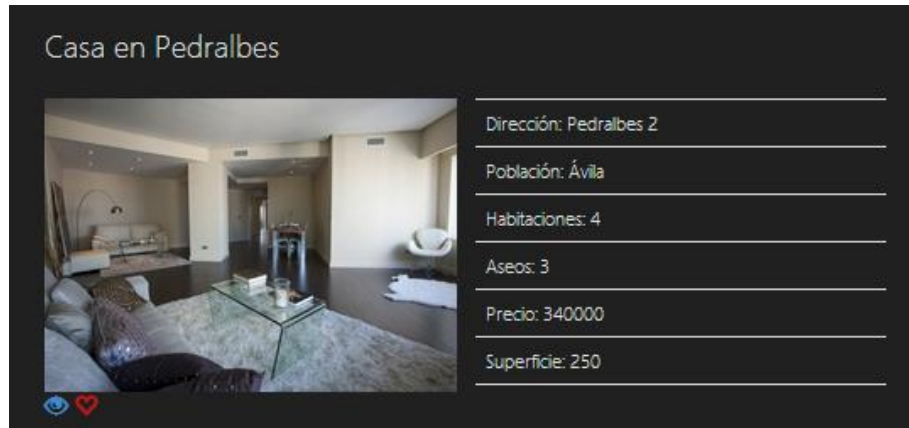 Casa en Pedralbes
Dirección: Pedralbes 2
Población: Ávila
Habitaciones: 4
Aseos: 3
Precio: 340000
Superficie: 250